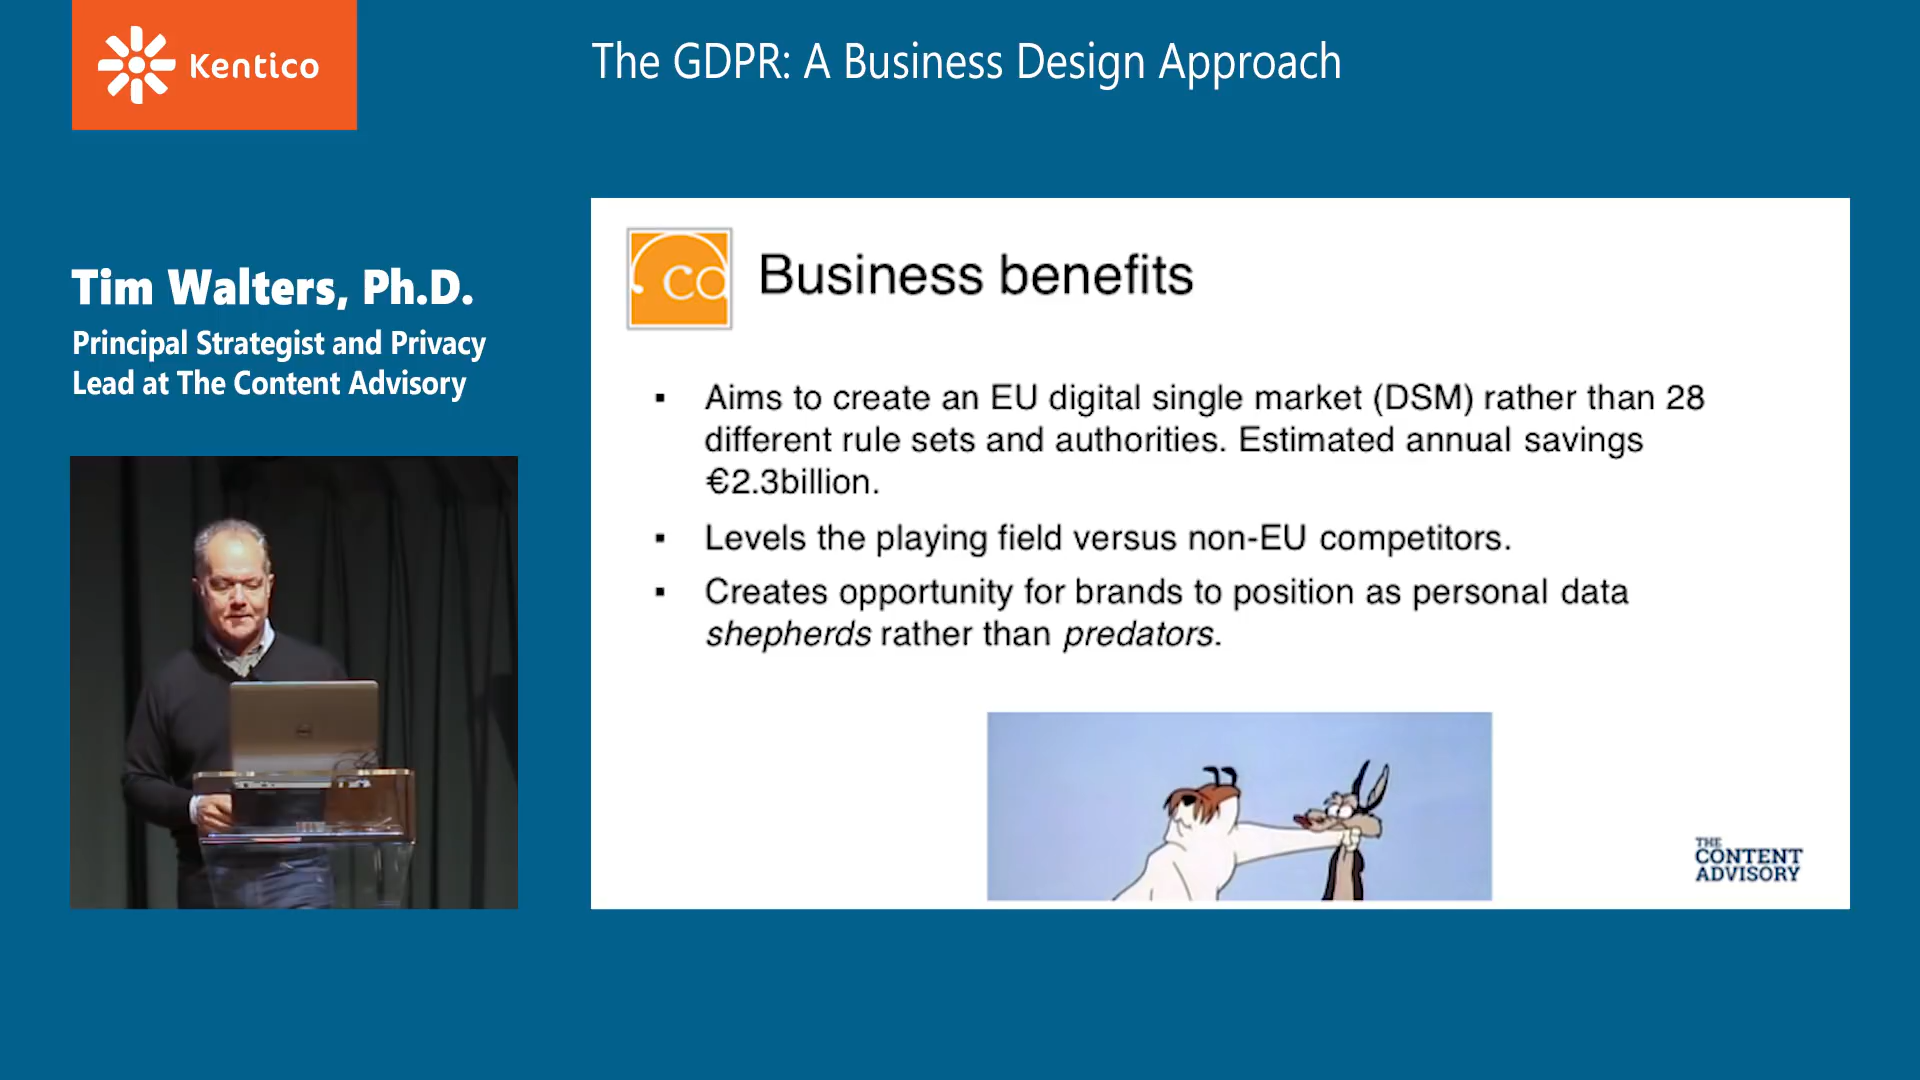 Kentico
The GDPR: A Business Design Approach
Tim Walters, Ph.D.
Principal Strategist and Privacy
Lead at The Content Advisory
Business benefits
▪ Aims to create an EU digital single market (DSM) rather than 28
different rule sets and authorities. Estimated annual savings
€2.3billion.
▪ Levels the playing field versus non-EU competitors.
▪ Creates opportunity for brands to position as personal data
shepherds rather than predators.
THE
CONTENT
ADVISORY